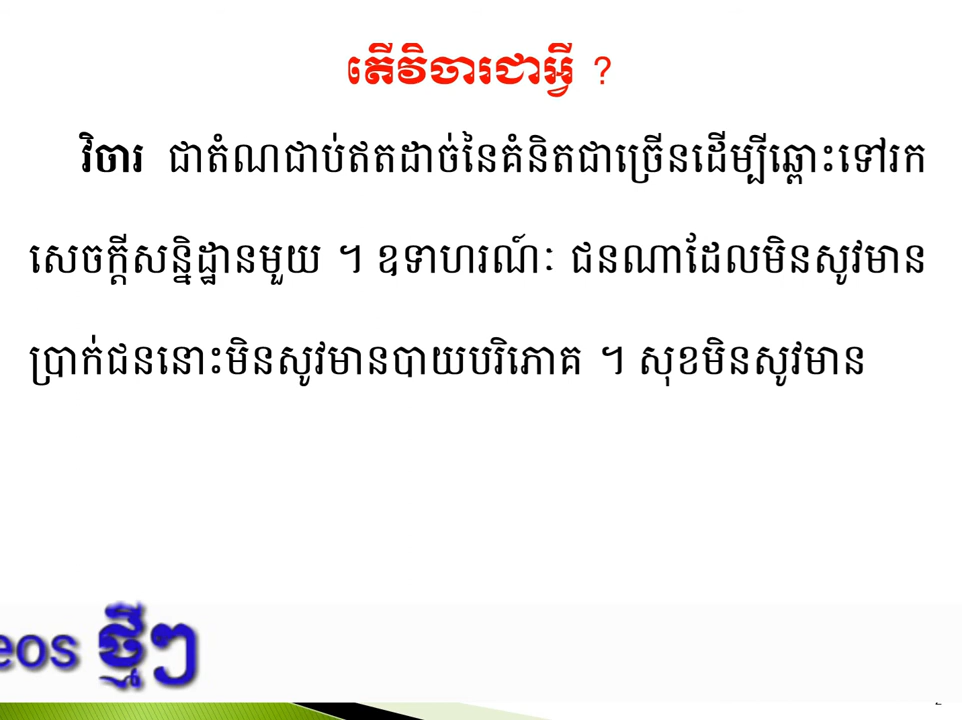 តើវិចារជាអ្វី ?
វិចារ ជាតំណជាប់ឥតដាច់នៃគំនិតជាច្រើនដើម្បីឆ្ពោះទៅរក
សេចក្តីសន្និដ្ឋានមួយ ។ ឧទាហរណ៍ៈ ជនណាដែលមិនសូវមាន
ប្រាក់ជននោះមិនសូវមានបាយបរិភោគ ។ សុខមិនសូវមាន
eos ថ្មីៗ